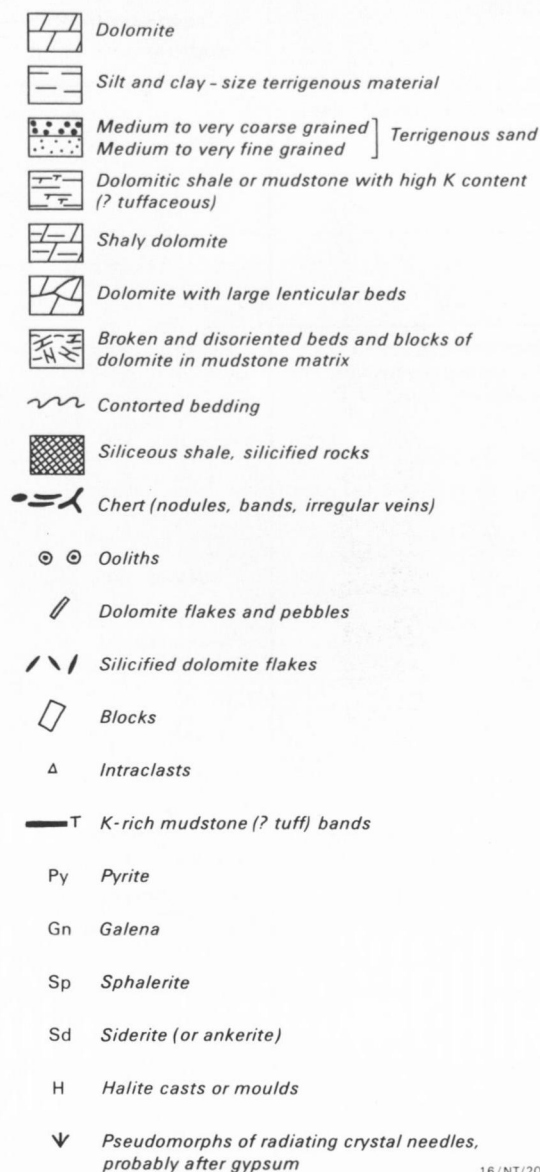 Dolomite
Silt and clay - size terrigenous material
Medium to very coarse grained
Medium to very fine grained
Terrigenous sand
Dolomitic shale or mudstone with high K content
(? tuffaceous)
Shaly dolomite
Dolomite with large lenticular beds
Broken and disoriented beds and blocks of
dolomite in mudstone matrix
Contorted bedding
Siliceous shale, silicified rocks
Chert (nodules, bands, irregular veins)
Ooliths
Dolomite flakes and pebbles
Silicified dolomite flakes
Blocks
Intraclasts
T K-rich mudstone (? tuff) bands
Py Pyrite
Gn Galena
Sp Sphalerite
Sd Siderite (or ankerite)
H Halite casts or moulds
Pseudomorphs of radiating crystal needles,
probably after gypsum